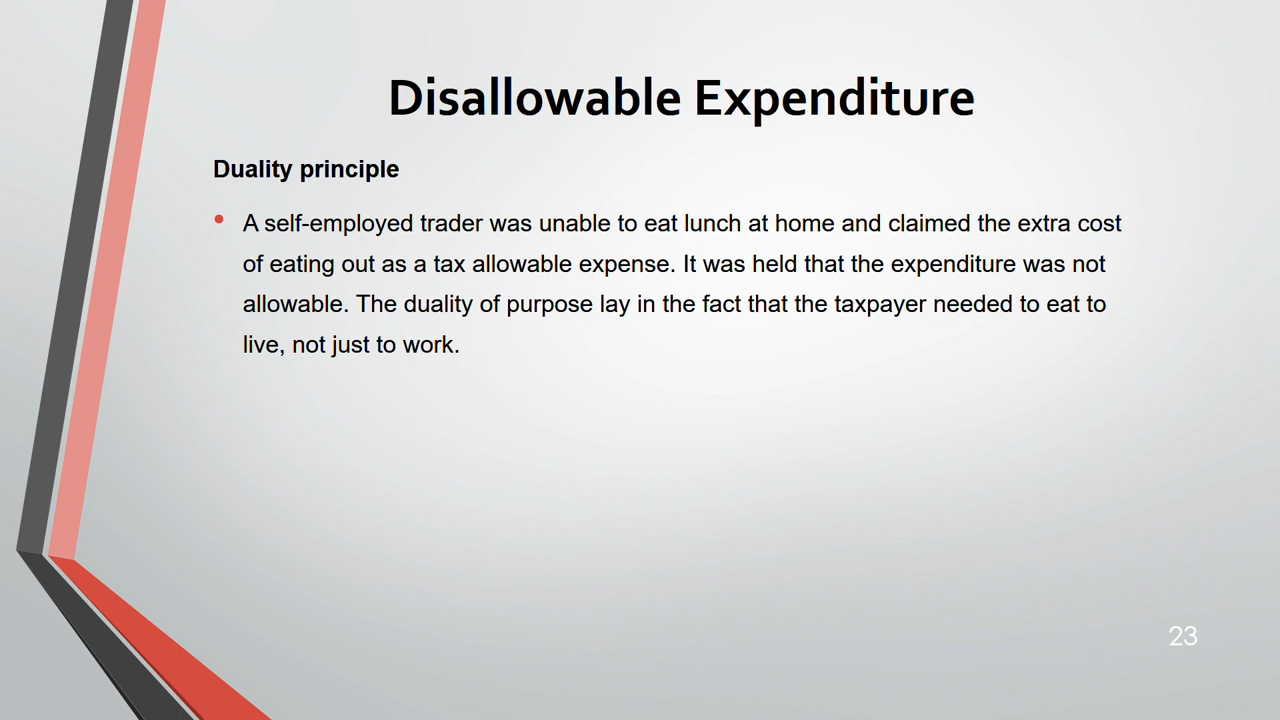 Disallowable Expenditure
Duality principle
A self-employed trader was unable to eat lunch at home and claimed the extra cost
of eating out as a tax allowable expense. It was held that the expenditure was not
allowable. The duality of purpose lay in the fact that the taxpayer needed to eat to
live, not just to work.
23